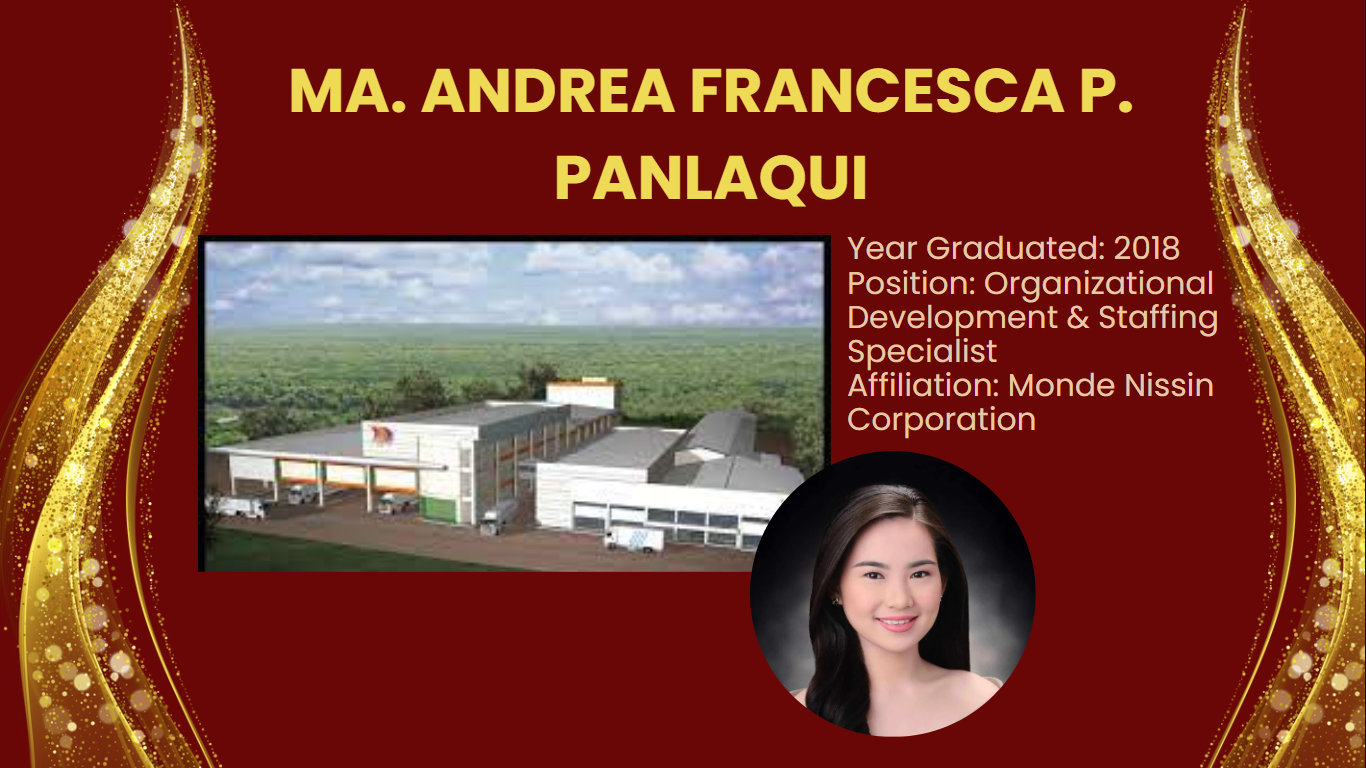 MA. ANDREA FRANCESCA P.
PANLAQUI
Year Graduated: 2018
Position: Organizational
Development & Staffing
Specialist
Affiliation: Monde Nissin
Corporation